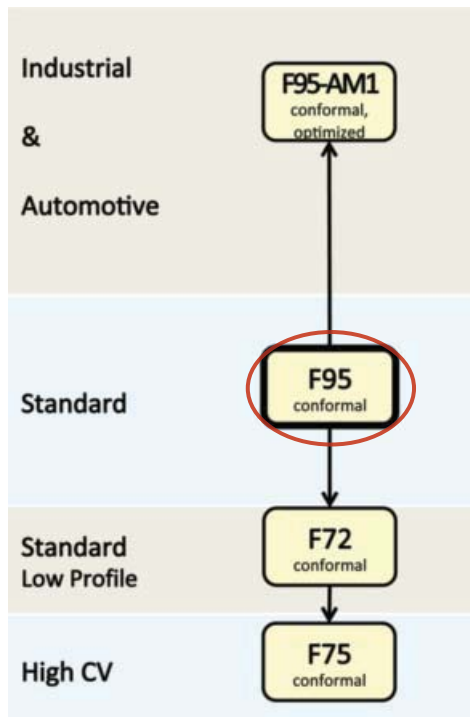 Industrial
&
Automotive
F95-AM1
conformal,
optimized
Standard
F95
conformal
Standard
Low Profile
F72
conformal
High CV
F75
conformal